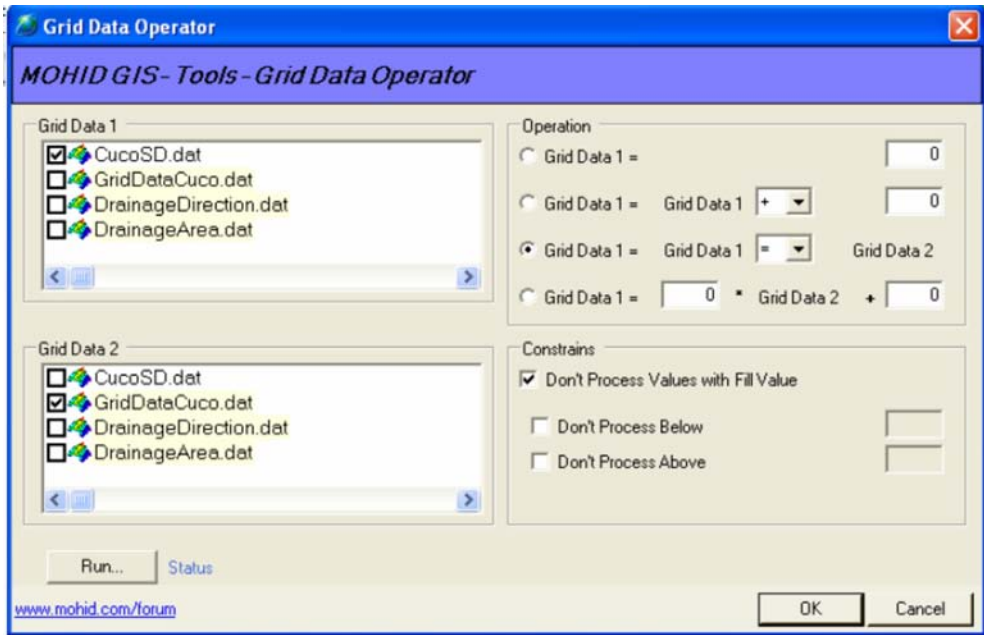 Grid Data Operator
MOHID GIS - Tools - Grid Data Operator
Grid Data 1
CucoSD.dat
GridDataCuco.dat
DrainageDirection.dat
DrainageArea.dat
Operation
Grid Data 1 = 0
Grid Data 1 = Grid Data 1 + 0
Grid Data 1 = Grid Data 1 = Grid Data 2
Grid Data 1 = 0 * Grid Data 2 + 0
Grid Data 2
CucoSD.dat
GridDataCuco.dat
DrainageDirection.dat
DrainageArea.dat
Constrains
Don't Process Values with Fill Value
Don't Process Below
Don't Process Above
Run... Status
www.mohid.com/forum
OK Cancel